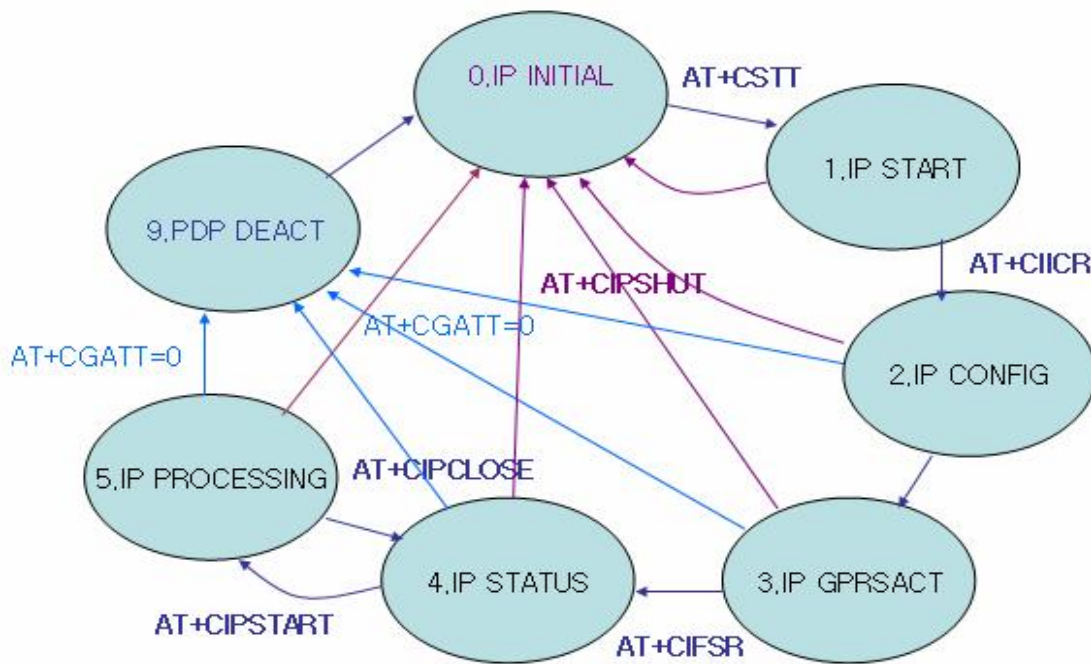 0,IP INITIAL
AT+CSTT
1,IP START
9,PDP DEACT
AT+CIICR
AT+CIPSHUT
AT+CGATT=0
AT+CGATT=0
2,IP CONFIG
5,IP PROCESSING
AT+CIPCLOSE
4,IP STATUS
3,IP GPRSACT
AT+CIPSTART
AT+CIFSR